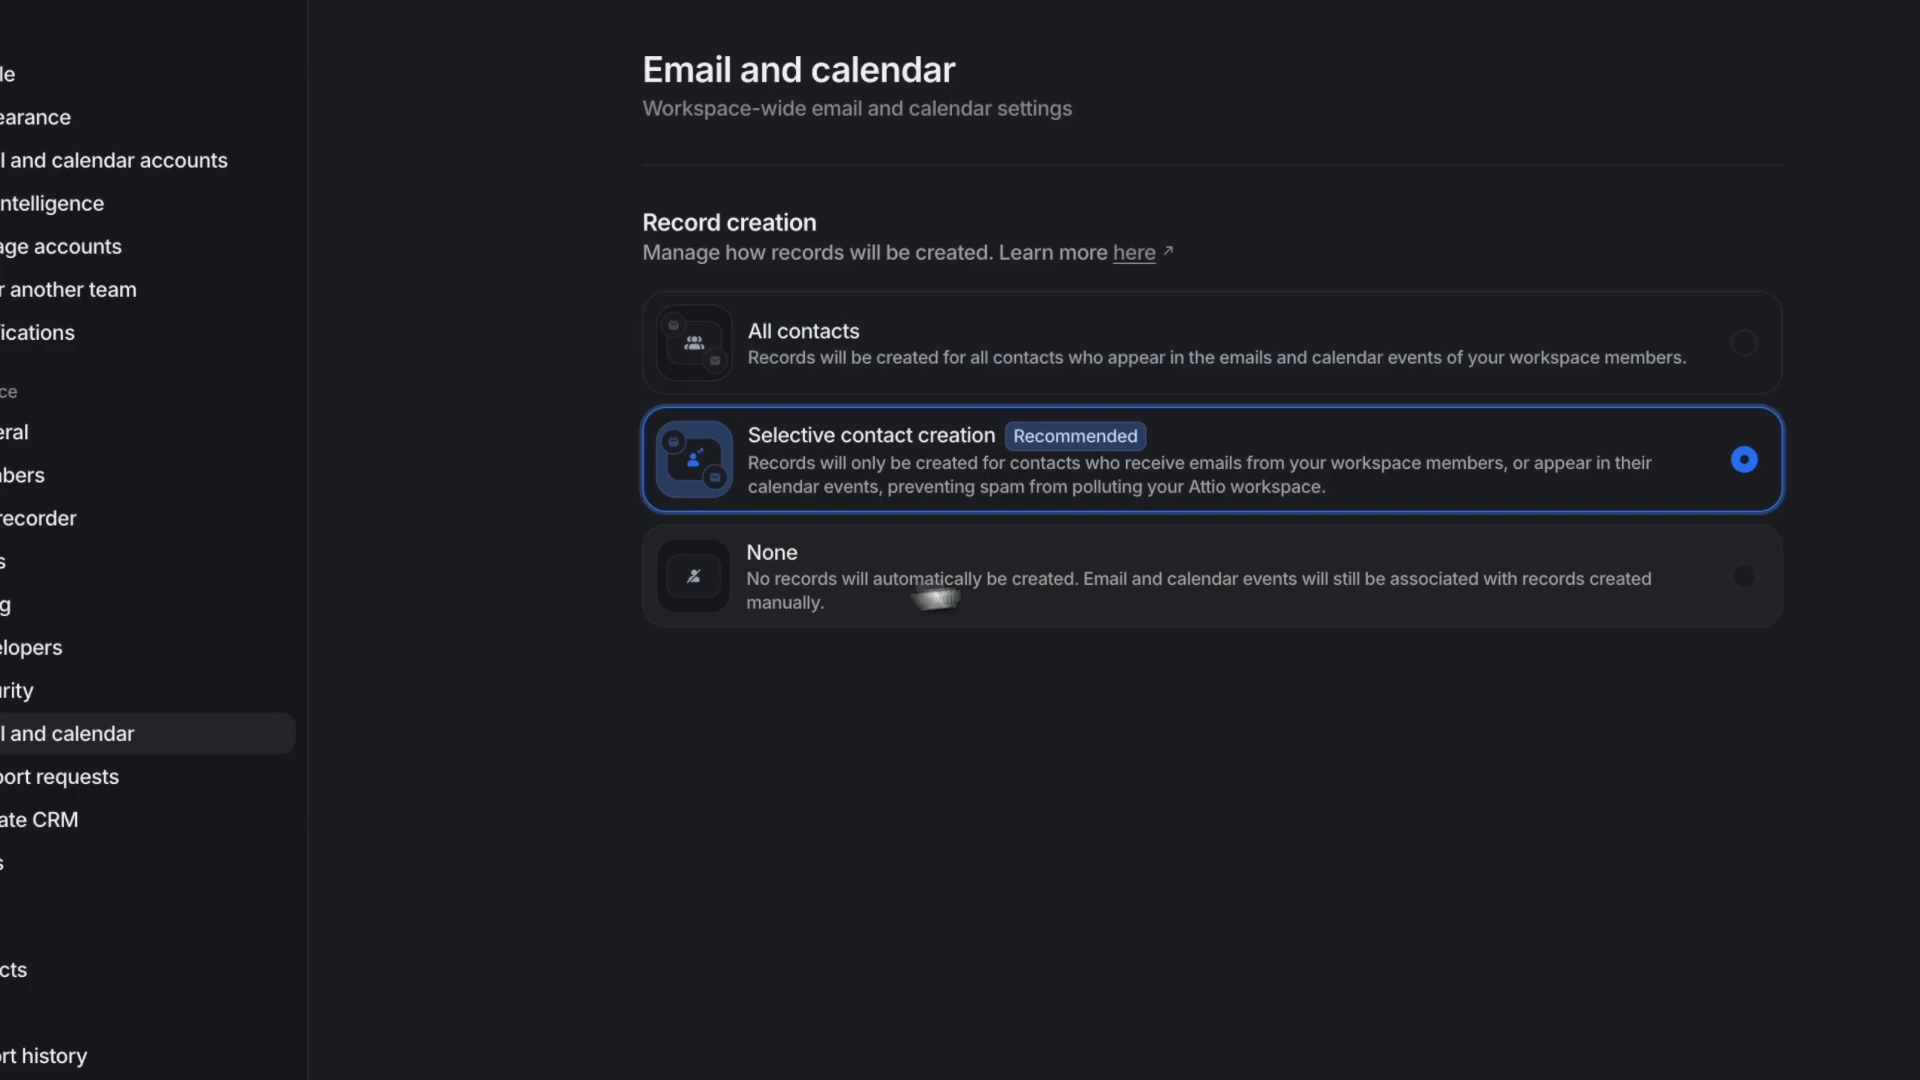 le
earance
l and calendar accounts
ntelligence
age accounts
r another team
ications
ce
eral
bers
recorder
s
g
elopers
rity
l and calendar
port requests
ate CRM
s
cts
rt history
Email and calendar
Workspace-wide email and calendar settings
Record creation
Manage how records will be created. Learn more here ↗
All contacts
Records will be created for all contacts who appear in the emails and calendar events of your workspace members.
Selective contact creation Recommended
Records will only be created for contacts who receive emails from your workspace members, or appear in their
calendar events, preventing spam from polluting your Attio workspace.
None
No records will automatically be created. Email and calendar events will still be associated with records created
manually.